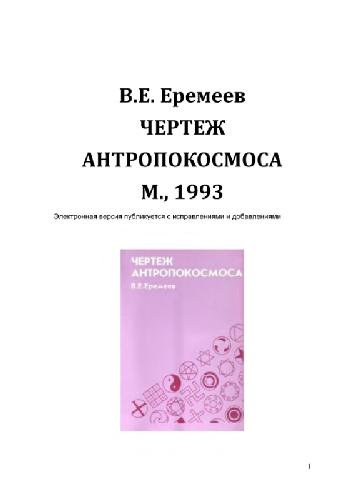 В.Е. Еремеев
ЧЕРТЕЖ
АНТРОПОКОСМОСА
М., 1993
Электронная версия публикуется с исправлениями и добавлениями
ЧЕРТЕЖ
АНТРОПОКОСМОСА
В.Е.Еремеев
1